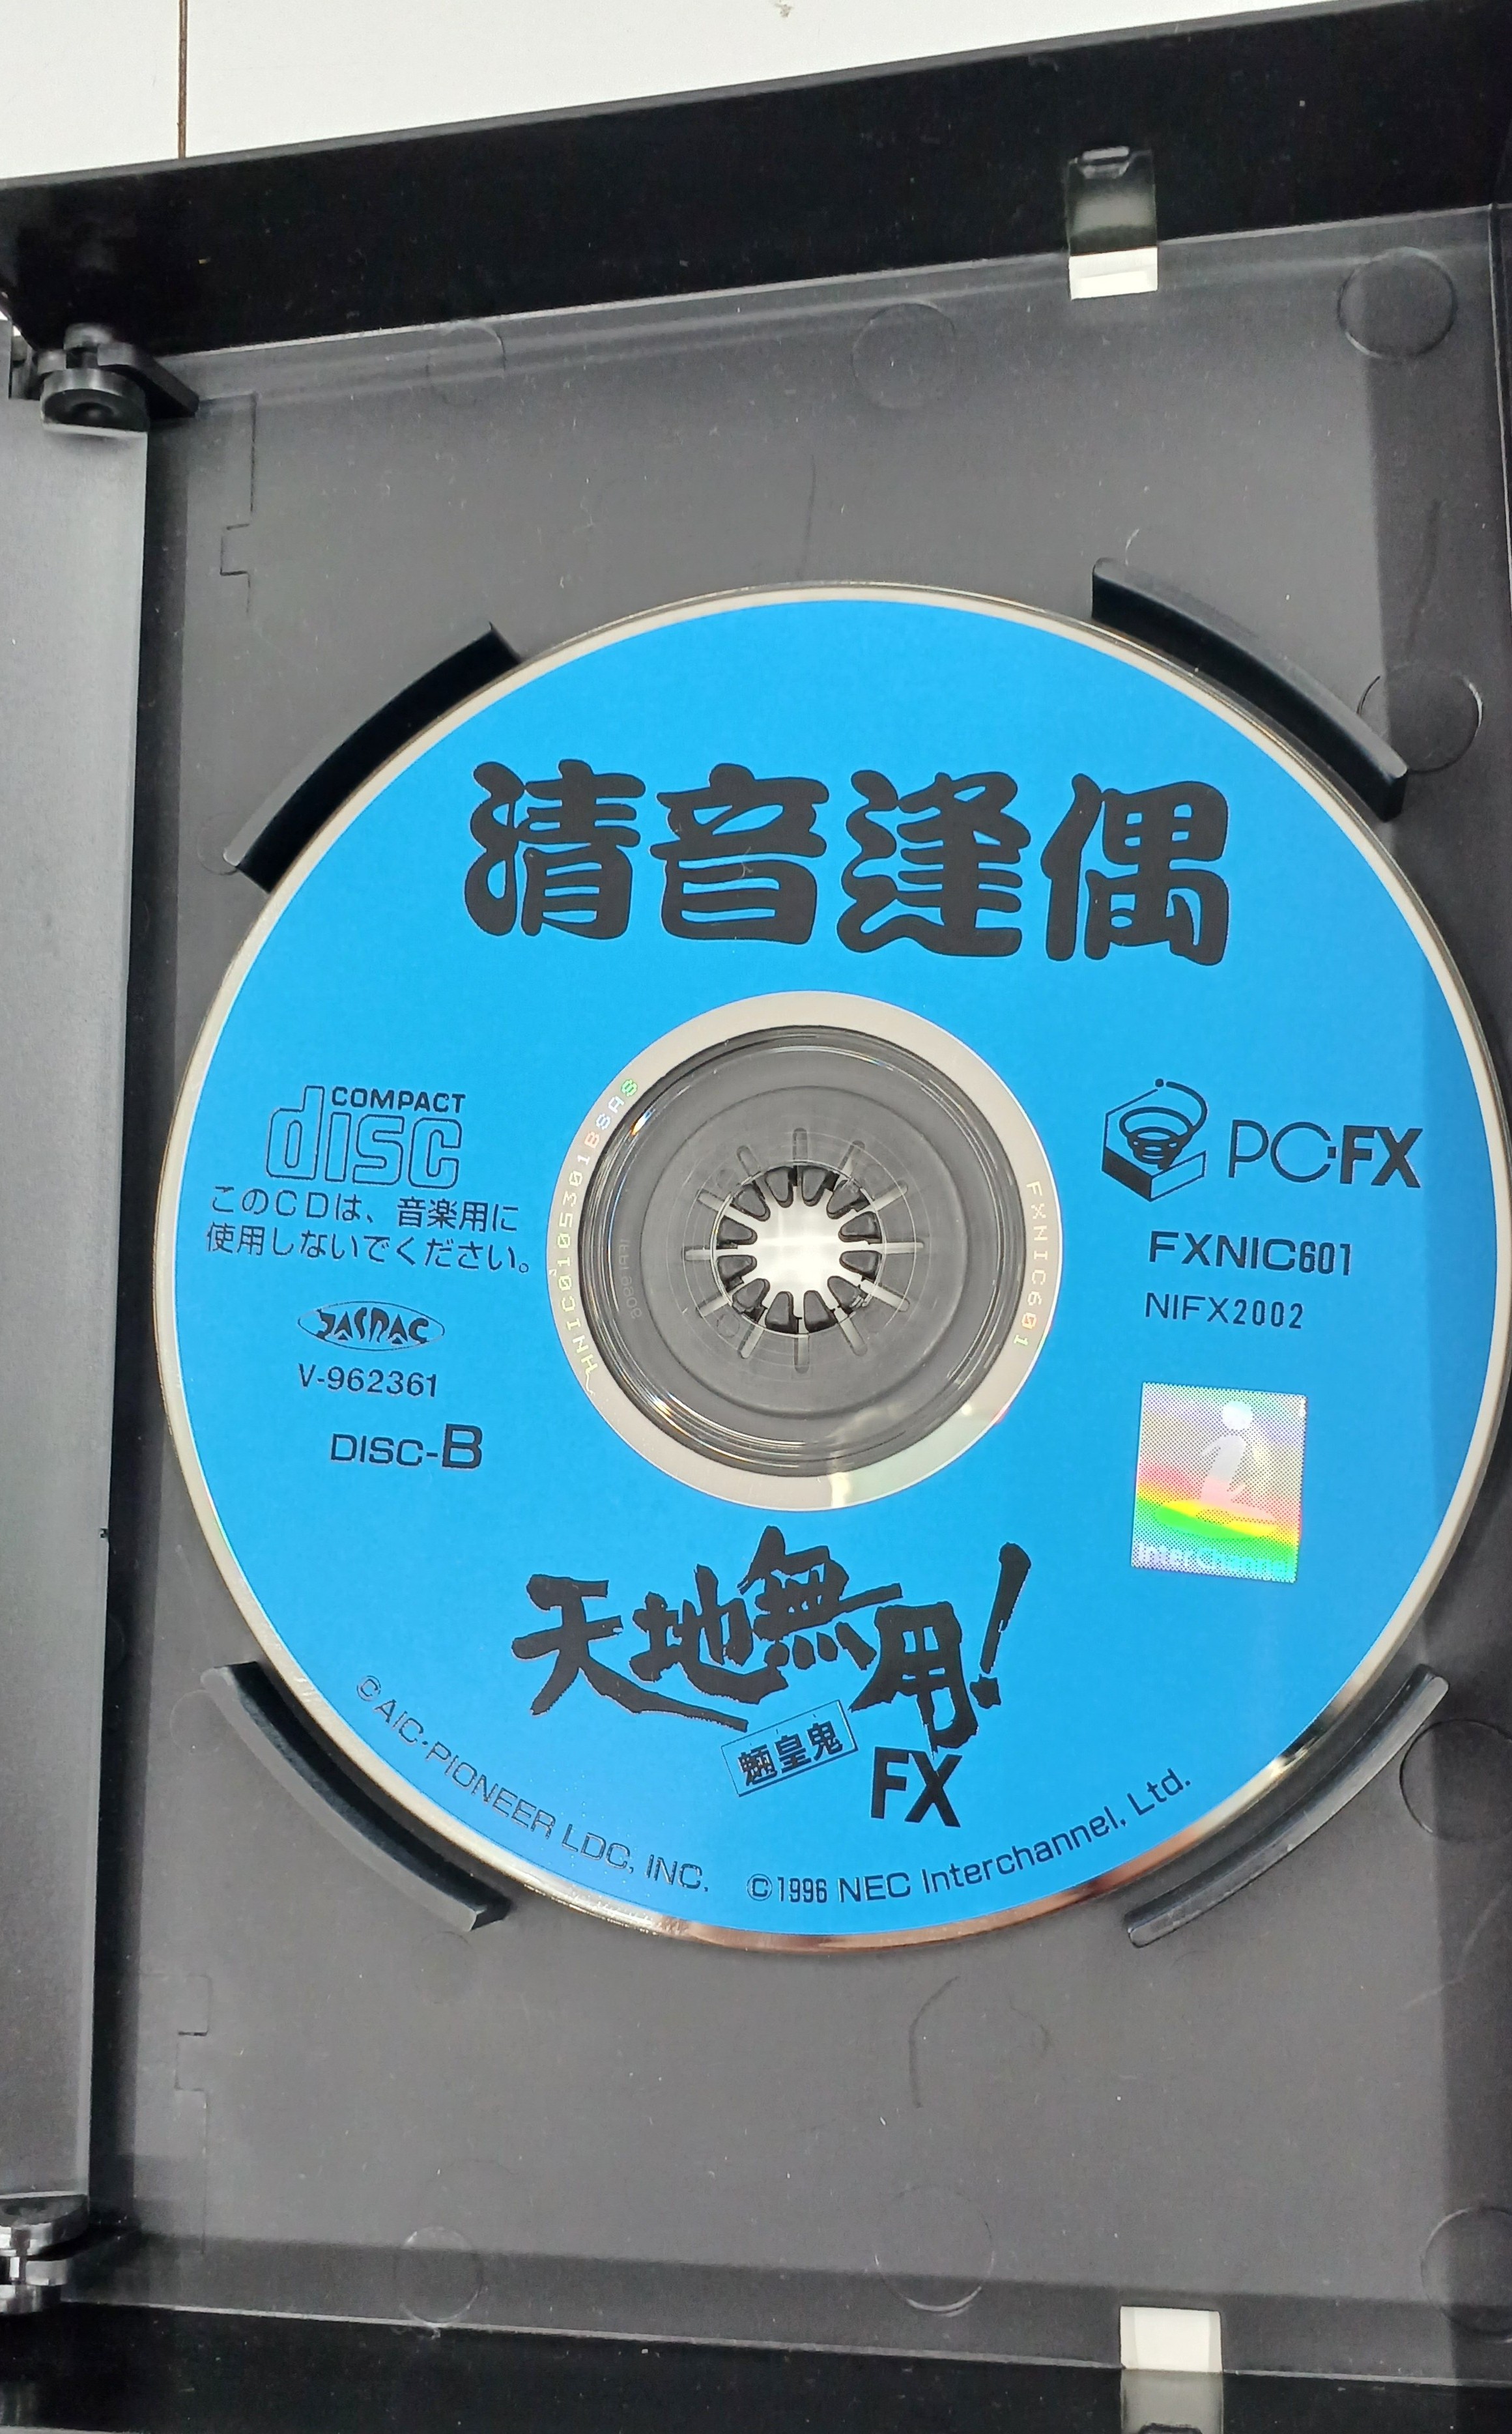 清音逢偶
COMPACT
disc
このCDは、音楽用に
使用しないでください。
JASRAC
V-962361
DISC-B
PC-FX
FXNIC601
NIFX2002
InterChannel
FXNIC601
天地無用!
魎皇鬼
FX
©AIC・PIONEER LDC, INC.
©1996 NEC Interchannel, Ltd.